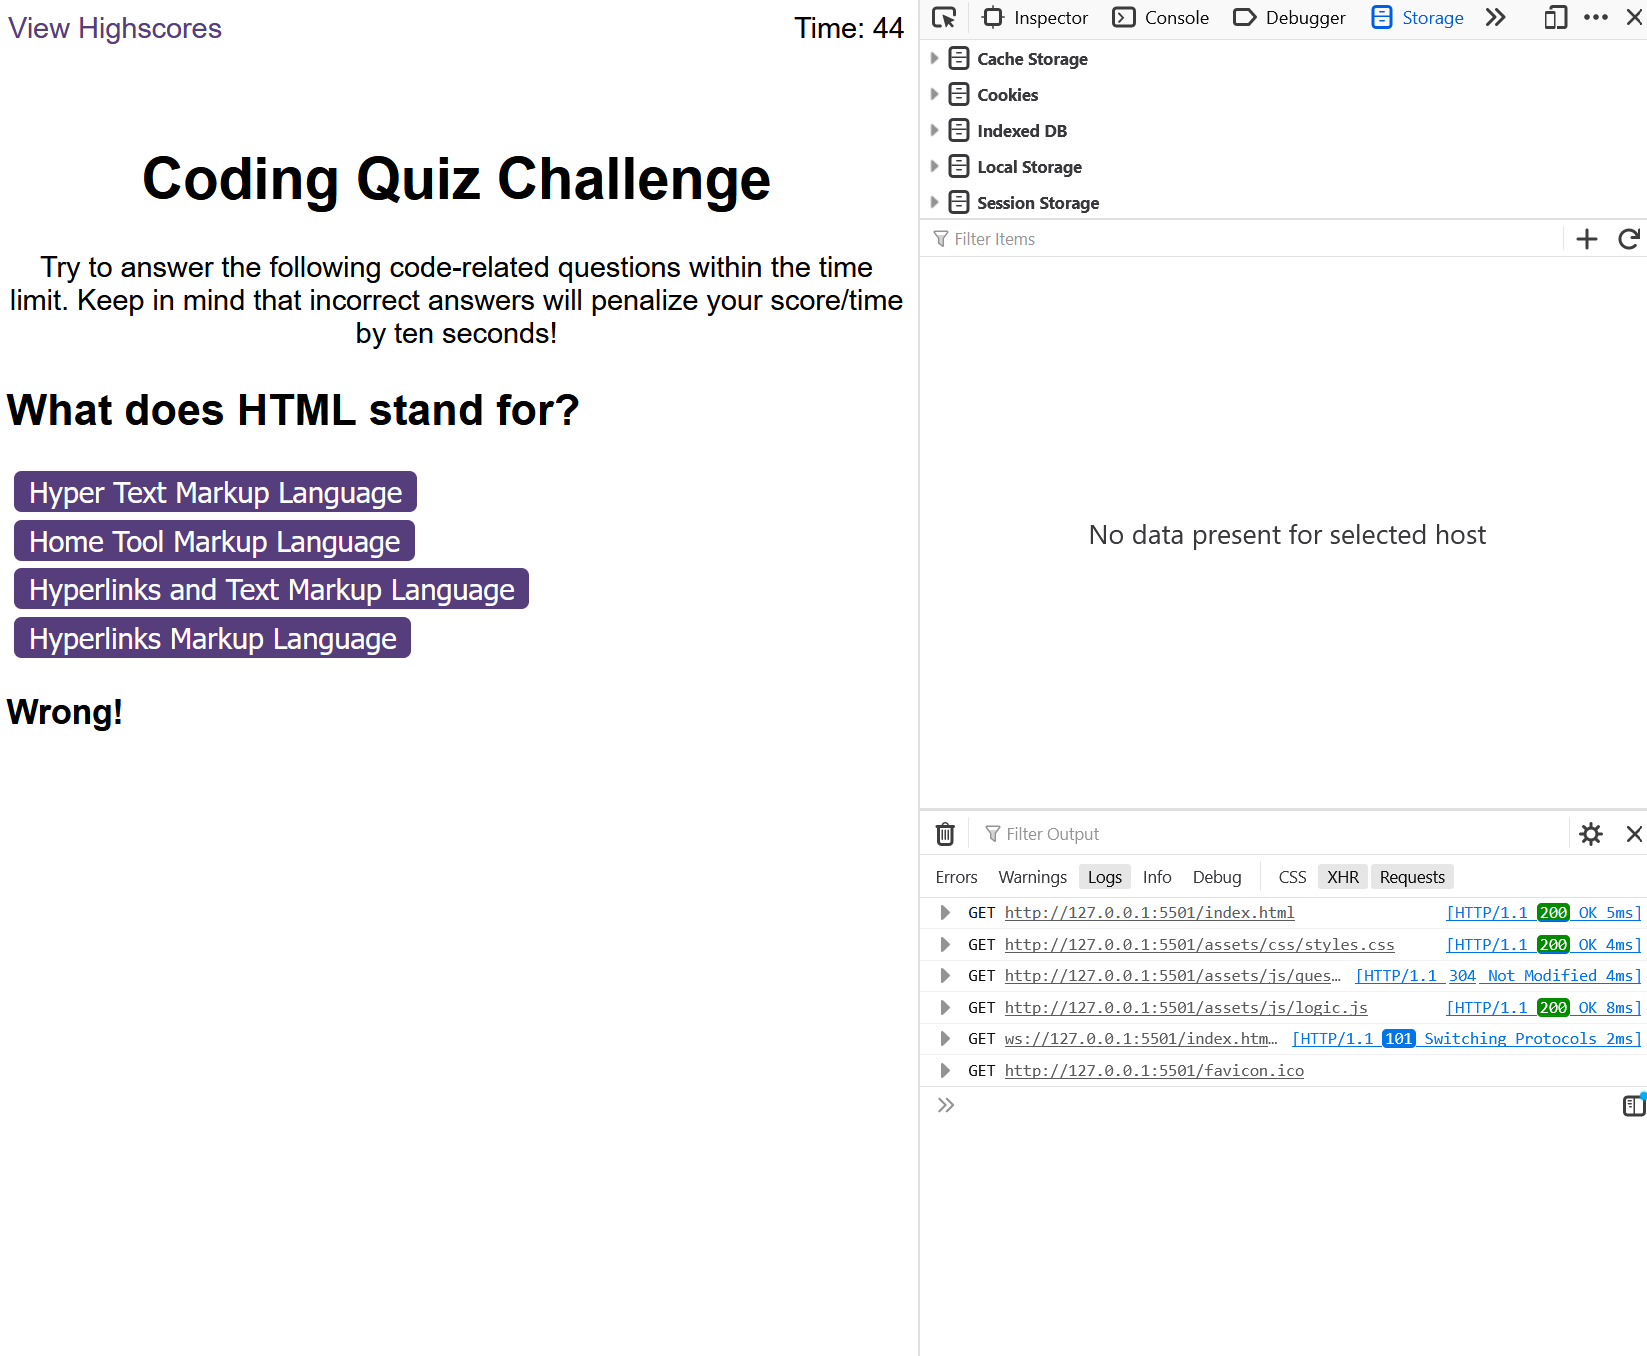 View Highscores
Time: 44
Coding Quiz Challenge
Try to answer the following code-related questions within the time
limit. Keep in mind that incorrect answers will penalize your score/time
by ten seconds!
What does HTML stand for?
Hyper Text Markup Language
Home Tool Markup Language
Hyperlinks and Text Markup Language
Hyperlinks Markup Language
Wrong!
Inspector Console Debugger Storage
Cache Storage
Cookies
Indexed DB
Local Storage
Session Storage
Filter Items
No data present for selected host
Filter Output
Errors Warnings Logs Info Debug CSS XHR Requests
GET http://127.0.0.1:5501/index.html [HTTP/1.1 200 OK 5ms]
GET http://127.0.0.1:5501/assets/css/styles.css [HTTP/1.1 200 OK 4ms]
GET http://127.0.0.1:5501/assets/js/ques… [HTTP/1.1 304 Not Modified 4ms]
GET http://127.0.0.1:5501/assets/js/logic.js [HTTP/1.1 200 OK 8ms]
GET ws://127.0.0.1:5501/index.htm… [HTTP/1.1 101 Switching Protocols 2ms]
GET http://127.0.0.1:5501/favicon.ico